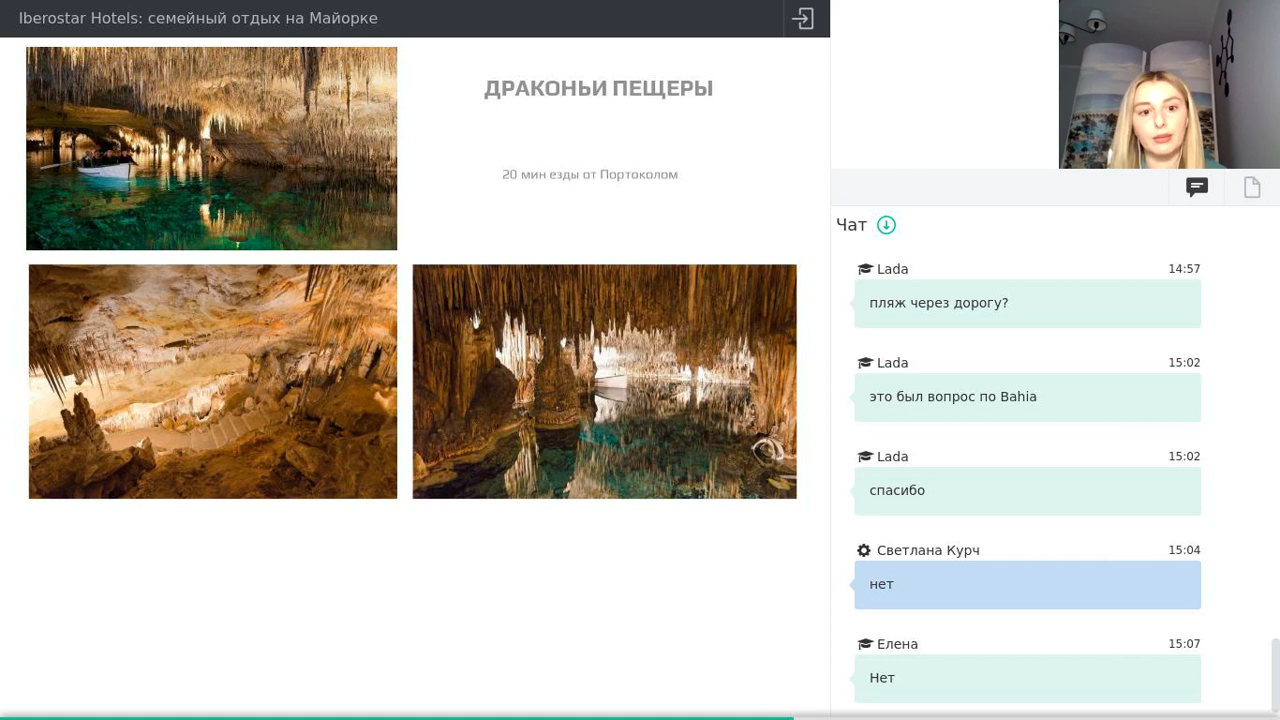 Iberostar Hotels: семейный отдых на Майорке
ДРАКОНЬИ ПЕЩЕРЫ
20 мин езды от Портоколом
Чат
Lada 14:57
пляж через дорогу?
Lada 15:02
это был вопрос по Bahia
Lada 15:02
спасибо
Светлана Курч 15:04
нет
Елена 15:07
Нет